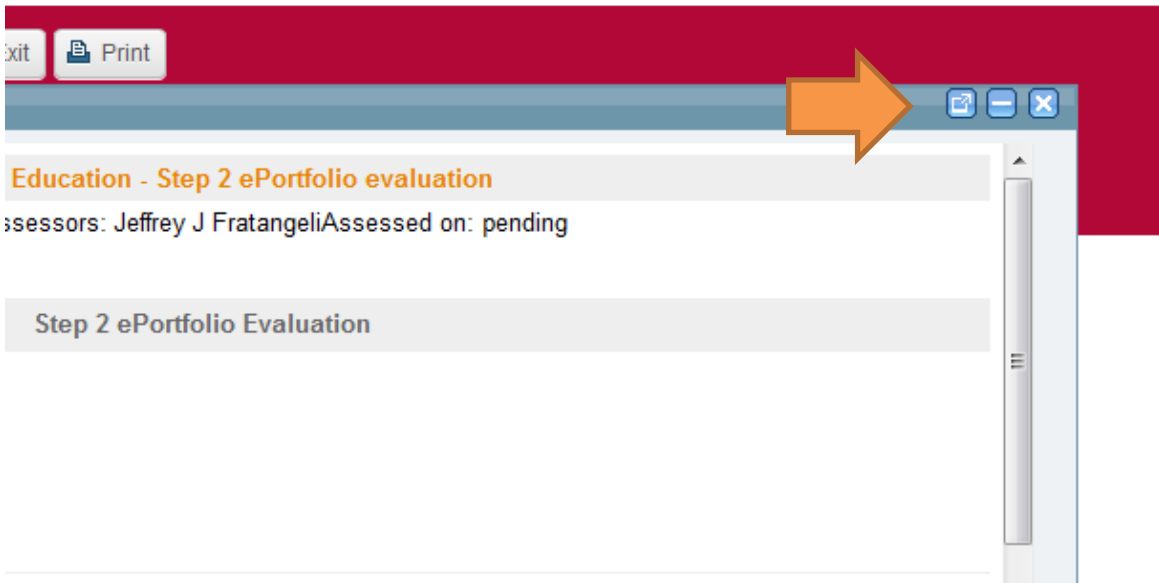 xit Print
Education - Step 2 ePortfolio evaluation
ssessors: Jeffrey J FratangeliAssessed on: pending
Step 2 ePortfolio Evaluation